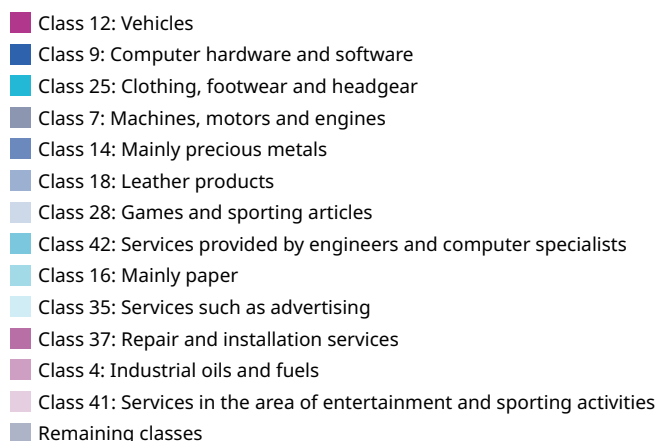 Class 12: Vehicles
Class 9: Computer hardware and software
Class 25: Clothing, footwear and headgear
Class 7: Machines, motors and engines
Class 14: Mainly precious metals
Class 18: Leather products
Class 28: Games and sporting articles
Class 42: Services provided by engineers and computer specialists
Class 16: Mainly paper
Class 35: Services such as advertising
Class 37: Repair and installation services
Class 4: Industrial oils and fuels
Class 41: Services in the area of entertainment and sporting activities
Remaining classes